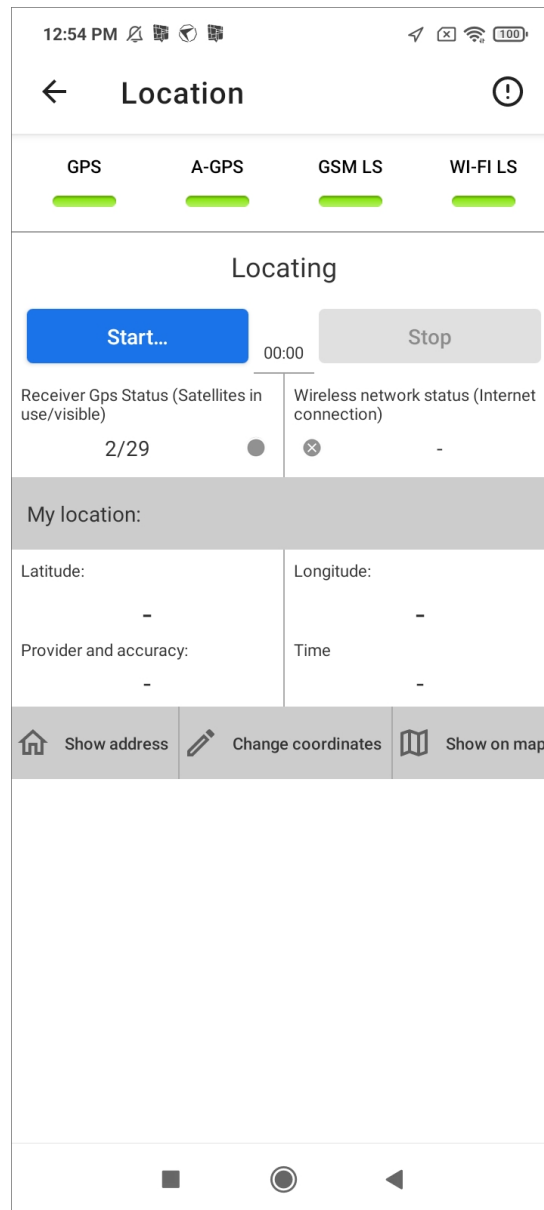 12:54 PM 100
Location
GPS A-GPS GSM LS WI-FI LS
Locating
Start... 00:00 Stop
Receiver Gps Status (Satellites in
use/visible)
2/29
Wireless network status (Internet
connection)
-
My location:
Latitude: Longitude:
- -
Provider and accuracy: Time
- -
Show address Change coordinates Show on map